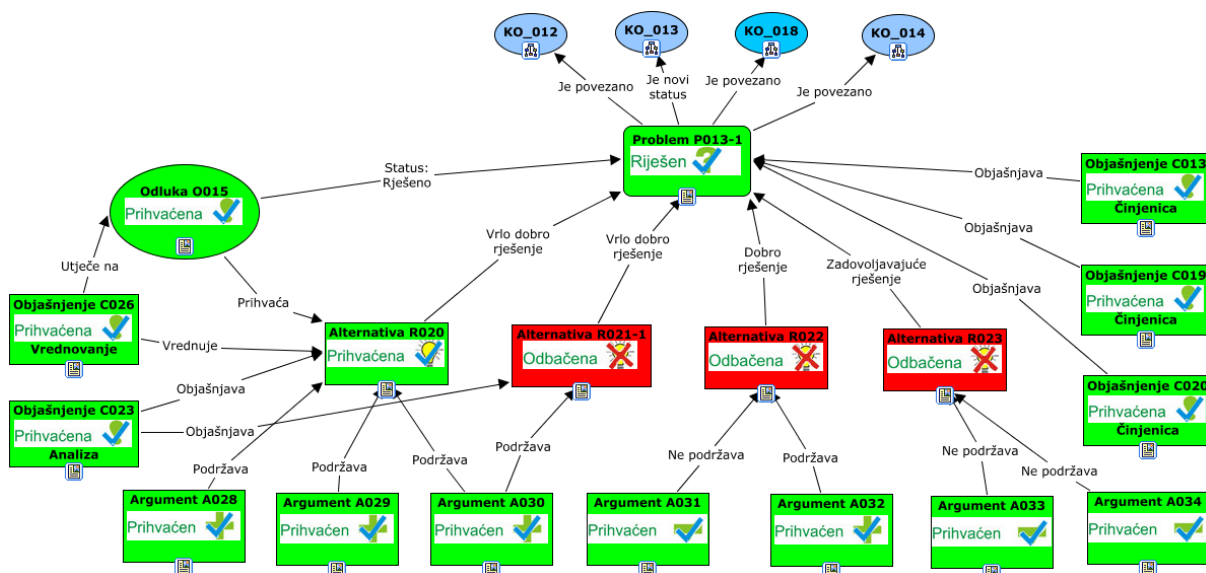 KO_012
KO_013
KO_018
KO_014
Je povezano
Je novi
status
Je povezano
Je povezano
Problem P013-1
Riješen
Status:
Rješeno
Objašnjava
Objašnjenje C013
Činjenica
Odluka O015
Prihvaćena
Vrlo dobro
rješenje
Vrlo dobro
rješenje
Dobro
rješenje
Zadovoljavajuće
rješenje
Objašnjava
Utječe na
Objašnjava
Objašnjenje C019
Prihvaćena
Činjenica
Prihvaća
Objašnjenje C026
Prihvaćena
Vrednovanje
Vrednuje
Alternativa R020
Prihvaćena
Alternativa R021-1
Odbačena
Alternativa R022
Odbačena
Alternativa R023
Odbačena
Objašnjenje C020
Prihvaćena
Činjenica
Objašnjava
Objašnjenje C023
Prihvaćena
Analiza
Objašnjava
Podržava
Podržava
Podržava
Podržava
Ne podržava
Podržava
Ne podržava
Ne podržava
Argument A028
Prihvaćen
Argument A029
Prihvaćen
Argument A030
Prihvaćen
Argument A031
Prihvaćen
Argument A032
Prihvaćen
Argument A033
Prihvaćen
Argument A034
Prihvaćen
Prihvaćena